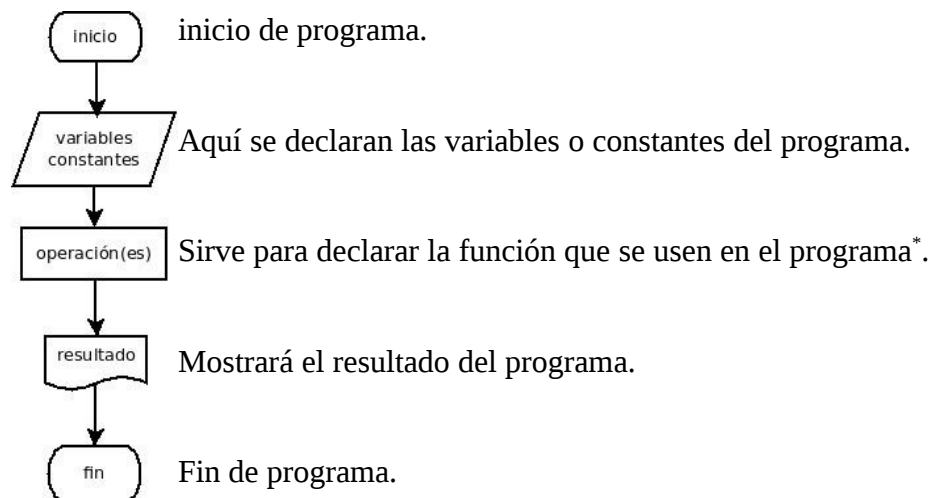 inicio
inicio de programa.
variables
constantes
Aquí se declaran las variables o constantes del programa.
operación(es)
Sirve para declarar la función que se usen en el programa*.
resultado
Mostrará el resultado del programa.
fin
Fin de programa.